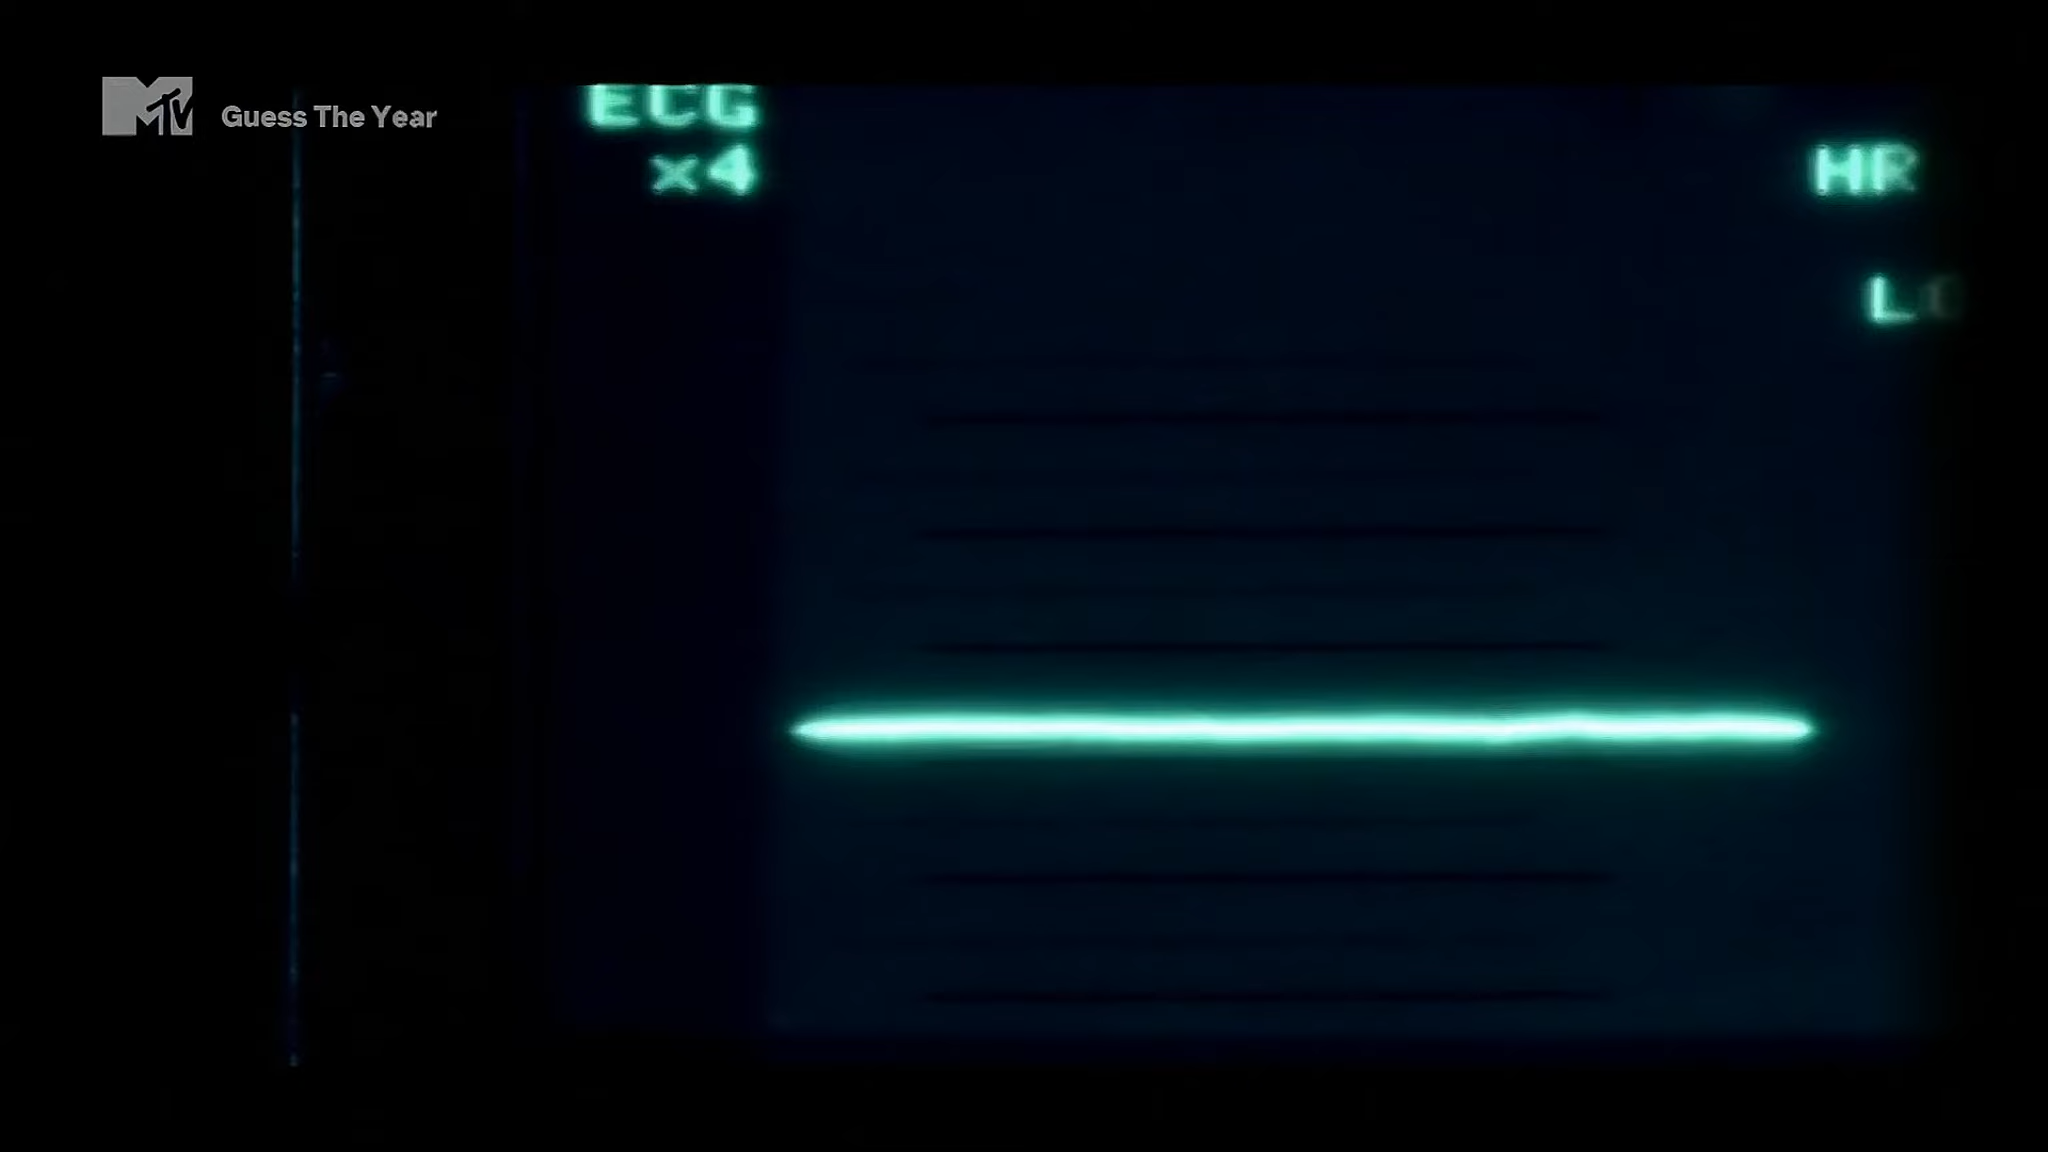 MTV
Guess The Year
ECG
x4
HR